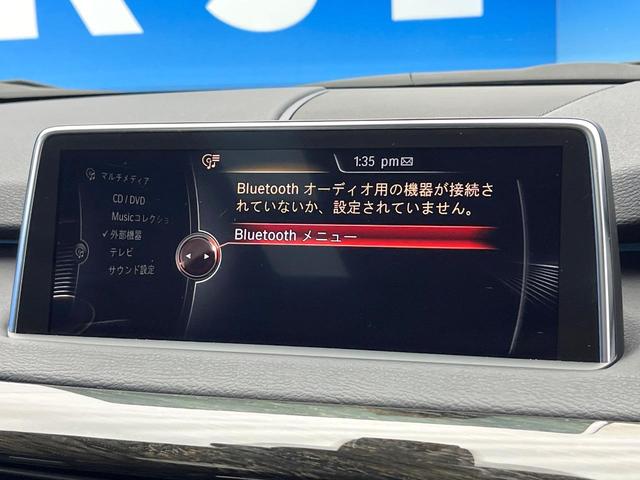 1:35 pm
マルチメディア
CD / DVD
Musicコレクショ
外部機器
テレビ
サウンド設定
Bluetooth オーディオ用の機器が接続さ
れていないか、設定されていません。
Bluetooth メニュー